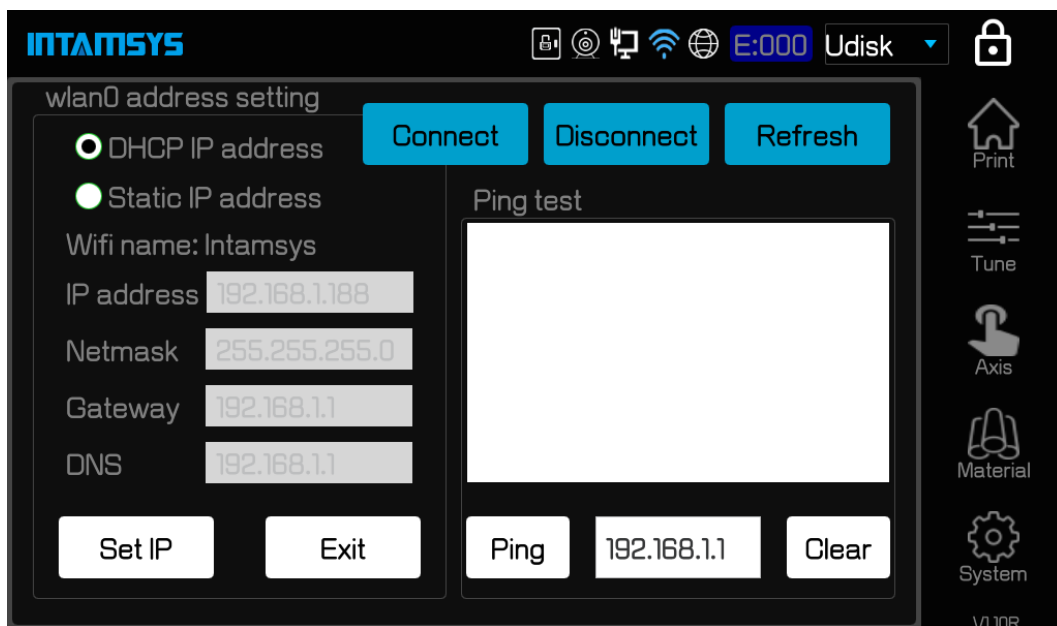 INTAMSYS
E:000 Udisk
wlan0 address setting
Connect Disconnect Refresh
DHCP IP address
Static IP address
Wifi name: Intamsys
IP address 192.168.1.188
Netmask 255.255.255.0
Gateway 192.168.1.1
DNS 192.168.1.1
Set IP Exit
Ping test
Ping 192.168.1.1 Clear
Print
Tune
Axis
Material
System